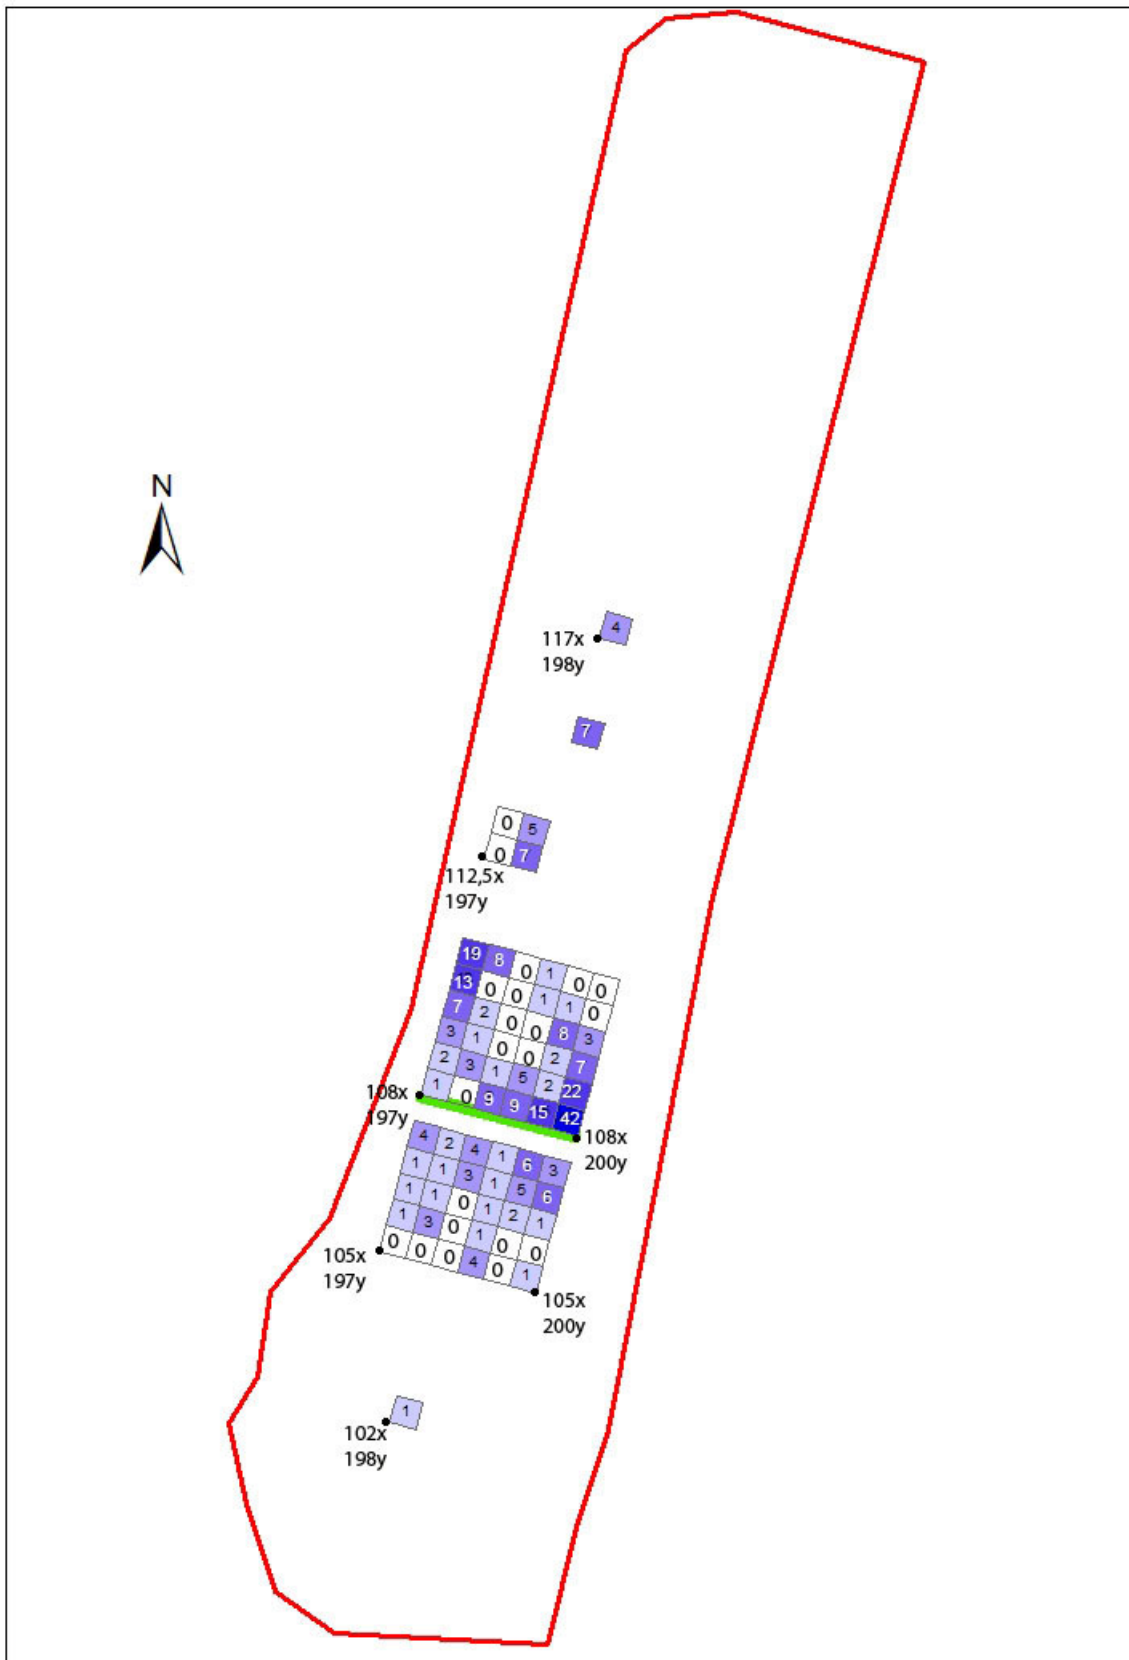 N
4
117x
198y
7
0 5
0 7
112,5x
197y
19 8 0 1 0 0
13 0 0 1 1 0
7 2 0 0 8 3
3 1 0 0 2 7
2 3 1 5 2 22
1 0 9 9 15 42
108x
197y
108x
200y
4 2 4 1 6 3
1 1 3 1 5 6
1 1 0 1 2 1
1 3 0 1 0 0
0 0 0 4 0 1
105x
197y
105x
200y
1
102x
198y